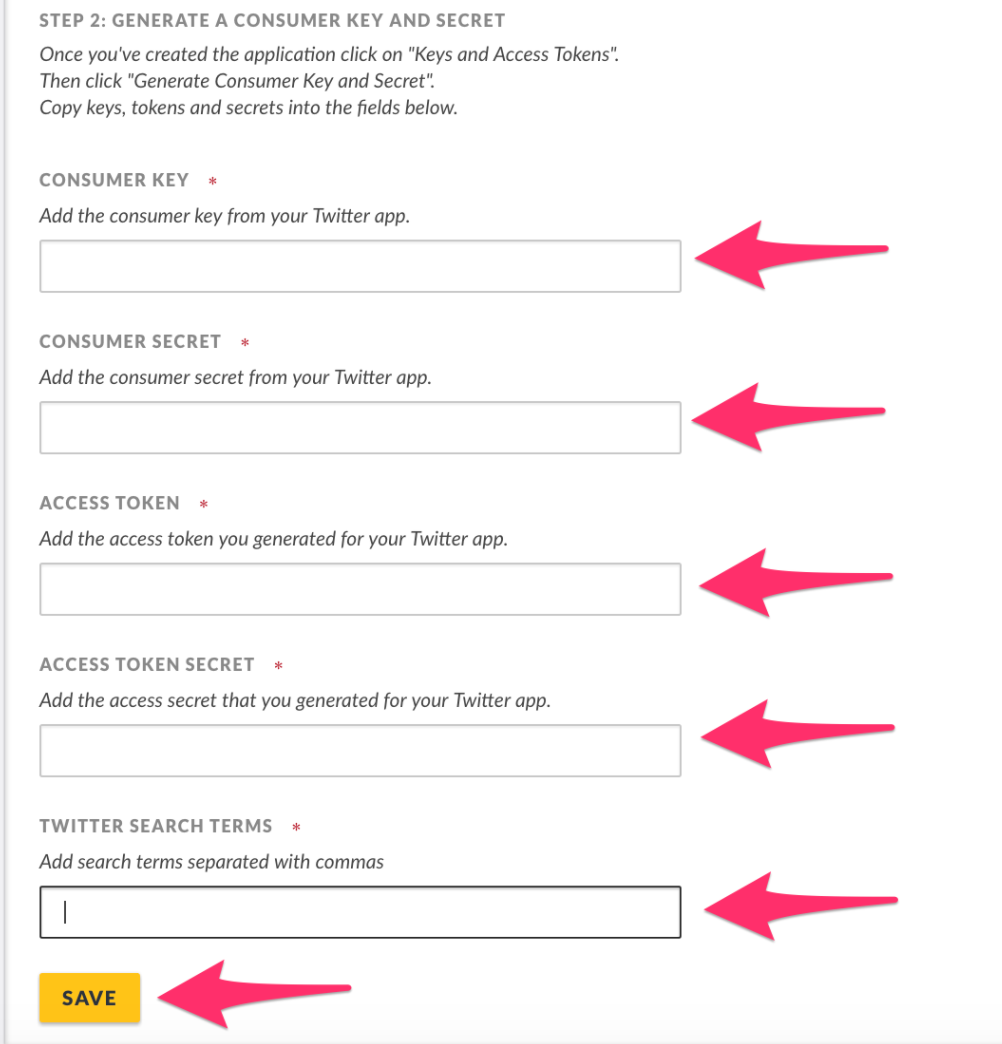 STEP 2: GENERATE A CONSUMER KEY AND SECRET
Once you've created the application click on "Keys and Access Tokens".
Then click "Generate Consumer Key and Secret".
Copy keys, tokens and secrets into the fields below.
CONSUMER KEY *
Add the consumer key from your Twitter app.
CONSUMER SECRET *
Add the consumer secret from your Twitter app.
ACCESS TOKEN *
Add the access token you generated for your Twitter app.
ACCESS TOKEN SECRET *
Add the access secret that you generated for your Twitter app.
TWITTER SEARCH TERMS *
Add search terms separated with commas
SAVE